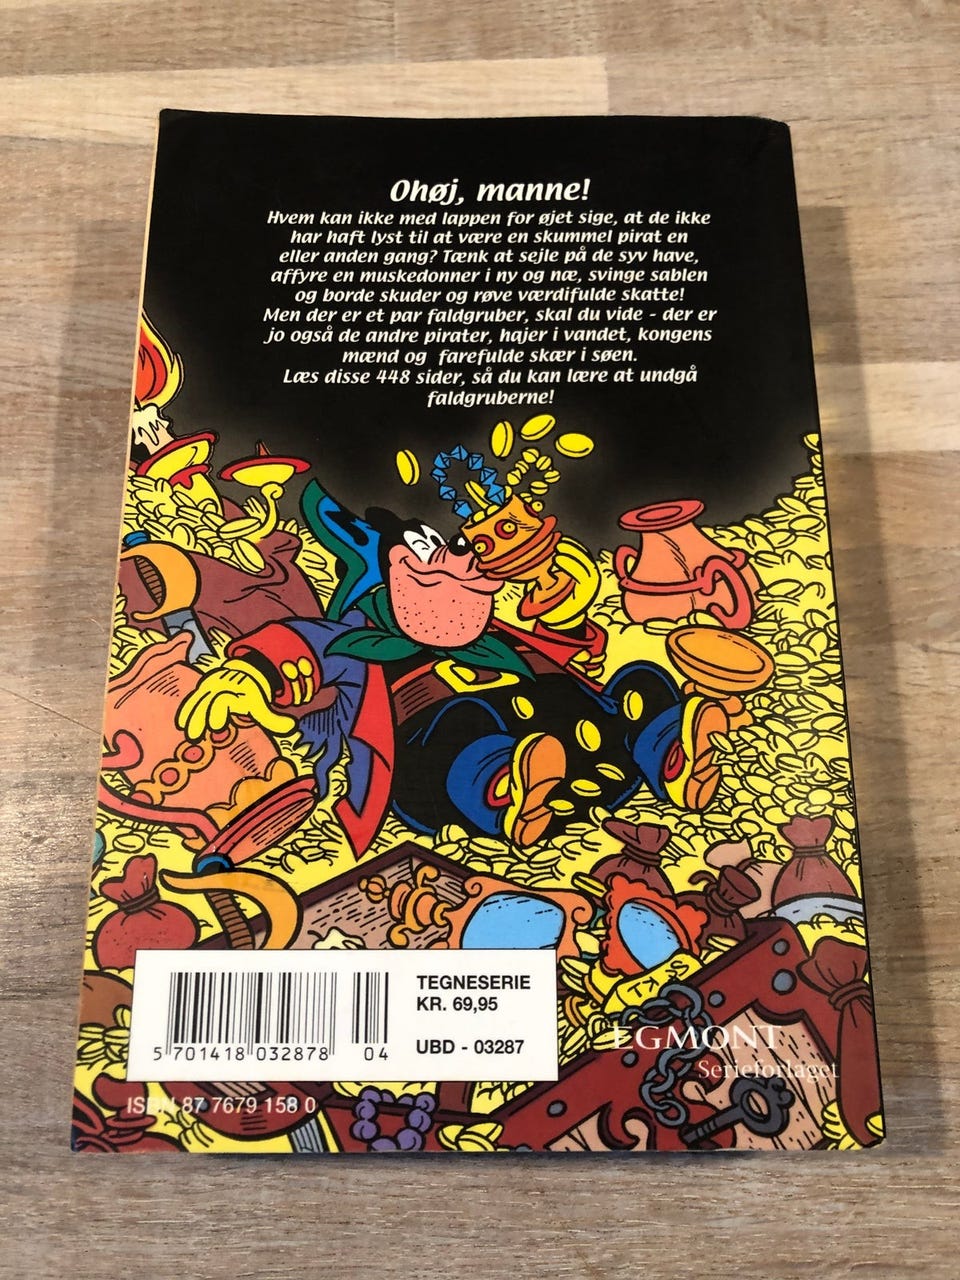 Ohøj, manne!
Hvem kan ikke med lappen for øjet sige, at de ikke
har haft lyst til at være en skummel pirat en
eller anden gang? Tænk at sejle på de syv have,
affyre en muskedonner i ny og næ, svinge sablen
og borde skuder og røve værdifulde skatte!
Men der er et par faldgruber, skal du vide - der er
jo også de andre pirater, hajer i vandet, kongens
mænd og farefulde skær i søen.
Læs disse 448 sider, så du kan lære at undgå
faldgruberne!
SKT
TEGNESERIE
KR. 69,95
UBD - 03287
5 701418 032878 04
EGMONT
Serieforlaget
ISBN 87 7679 158 0